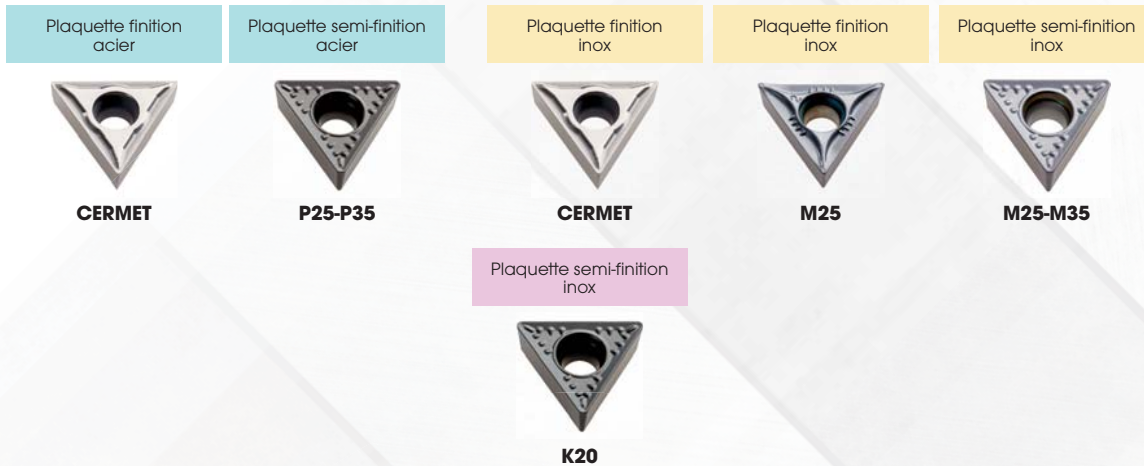 Plaquette finition
acier
Plaquette semi-finition
acier
Plaquette finition
inox
Plaquette finition
inox
Plaquette semi-finition
inox
CERMET
P25-P35
CERMET
M25
M25-M35
Plaquette semi-finition
inox
K20